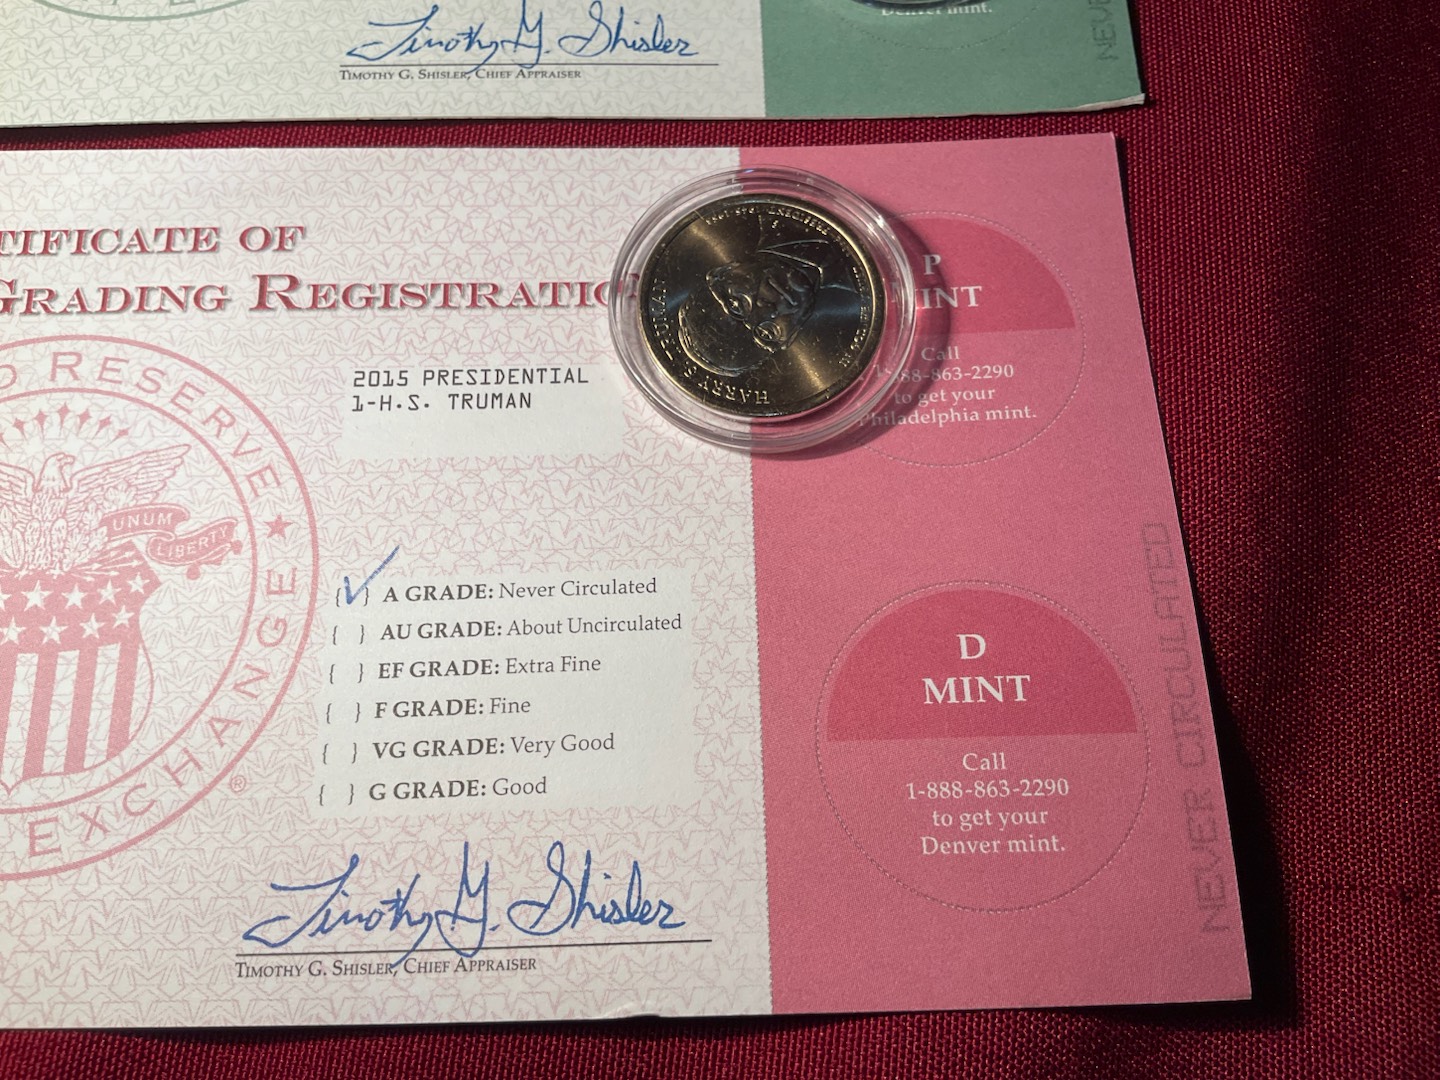 Timothy G. Shisler
TIMOTHY G. SHISLER, CHIEF APPRAISER
Denver mint.
NEVE
TIFICATE OF
GRADING REGISTRATIO
RESERVE
EXCHANGE
®
UNUM
LIBERTY
2015 PRESIDENTIAL
1-H.S. TRUMAN
HARRY S. TRUMAN
P
MINT
Call
1-888-863-2290
to get your
Philadelphia mint.
{ } A GRADE: Never Circulated
{ } AU GRADE: About Uncirculated
{ } EF GRADE: Extra Fine
{ } F GRADE: Fine
{ } VG GRADE: Very Good
{ } G GRADE: Good
D
MINT
Call
1-888-863-2290
to get your
Denver mint.
NEVER CIRCULATED
Timothy G. Shisler
TIMOTHY G. SHISLER, CHIEF APPRAISER